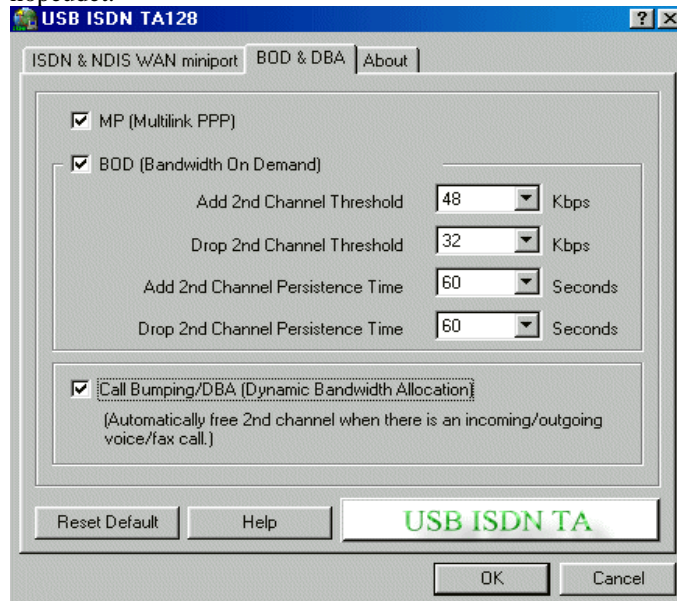 USB ISDN TA128
ISDN & NDIS WAN miniport BOD & DBA About
MP (Multilink PPP)
BOD (Bandwidth On Demand)
Add 2nd Channel Threshold 48 Kbps
Drop 2nd Channel Threshold 32 Kbps
Add 2nd Channel Persistence Time 60 Seconds
Drop 2nd Channel Persistence Time 60 Seconds
Call Bumping/DBA (Dynamic Bandwidth Allocation)
(Automatically free 2nd channel when there is an incoming/outgoing
voice/fax call.)
Reset Default Help USB ISDN TA
OK Cancel